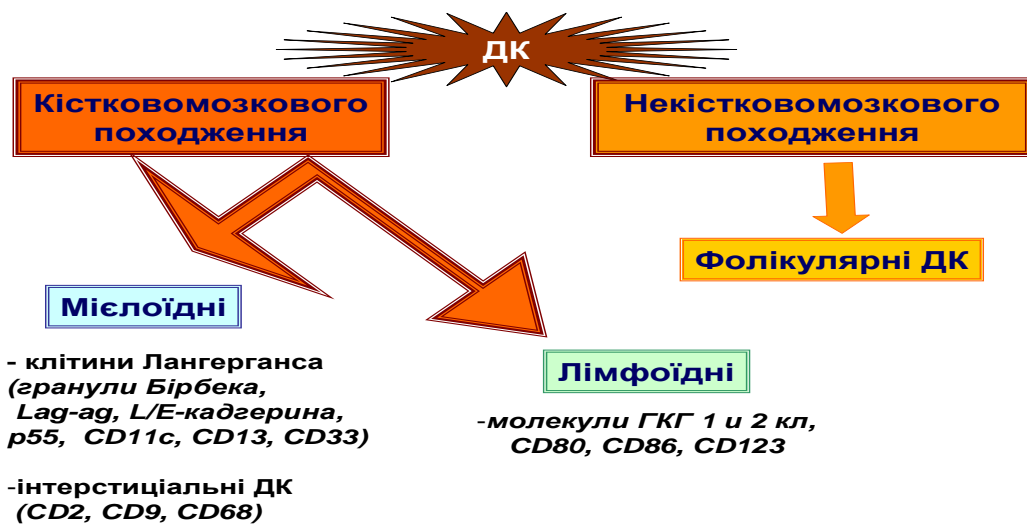 ДК
Кістковомозкового
походження
Некістковомозкового
походження
Фолікулярні ДК
Мієлоїдні
- клітини Лангерганса
(гранули Бірбека,
Lag-ag, L/E-кадгерина,
p55, CD11c, CD13, CD33)
-інтерстиціальні ДК
(CD2, CD9, CD68)
Лімфоїдні
-молекули ГКГ 1 и 2 кл,
CD80, CD86, CD123